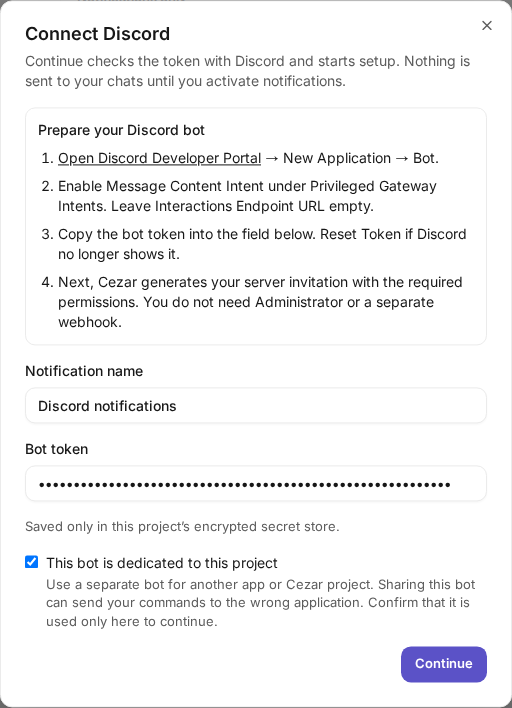 Connect Discord
Continue checks the token with Discord and starts setup. Nothing is
sent to your chats until you activate notifications.
Prepare your Discord bot
1. Open Discord Developer Portal → New Application → Bot.
2. Enable Message Content Intent under Privileged Gateway
Intents. Leave Interactions Endpoint URL empty.
3. Copy the bot token into the field below. Reset Token if Discord
no longer shows it.
4. Next, Cezar generates your server invitation with the required
permissions. You do not need Administrator or a separate
webhook.
Notification name
Discord notifications
Bot token
Saved only in this project’s encrypted secret store.
This bot is dedicated to this project
Use a separate bot for another app or Cezar project. Sharing this bot
can send your commands to the wrong application. Confirm that it is
used only here to continue.
Continue